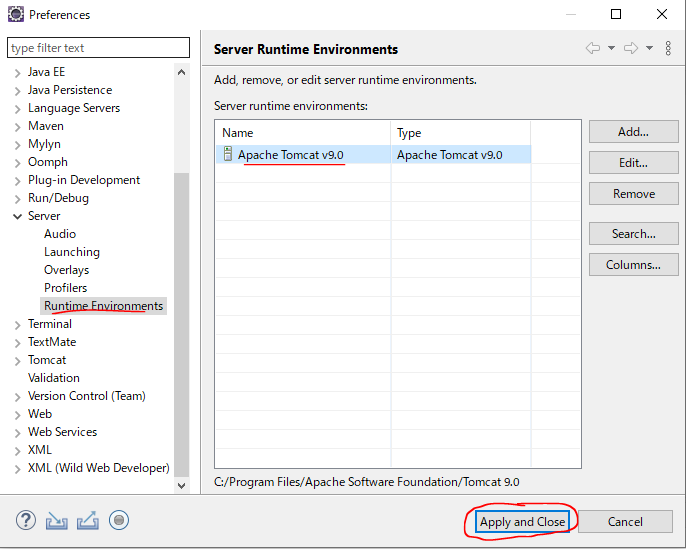 Preferences
type filter text
Java EE
Java Persistence
Language Servers
Maven
Mylyn
Oomph
Plug-in Development
Run/Debug
Server
Audio
Launching
Overlays
Profilers
Runtime Environments
Terminal
TextMate
Tomcat
Validation
Version Control (Team)
Web
Web Services
XML
XML (Wild Web Developer)
Server Runtime Environments
Add, remove, or edit server runtime environments.
Server runtime environments:
Name Type
Apache Tomcat v9.0 Apache Tomcat v9.0
Add...
Edit...
Remove
Search...
Columns...
C:/Program Files/Apache Software Foundation/Tomcat 9.0
Apply and Close Cancel